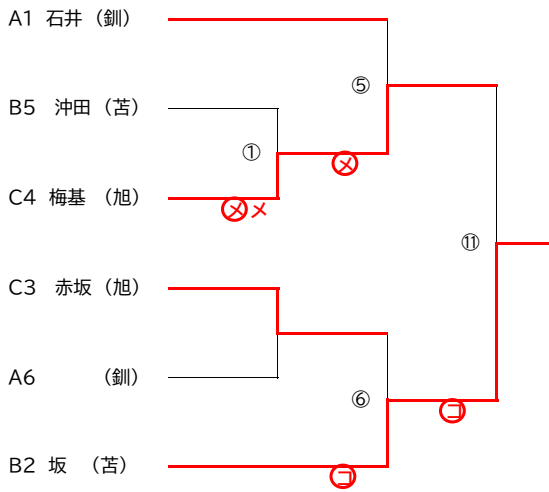 A1 石井（釧）
⑤
B5 沖田（苫）
①
メ
C4 梅基（旭）
メメ
⑪
C3 赤坂（旭）
A6 （釧）
⑥
コ
B2 坂（苫）
コ